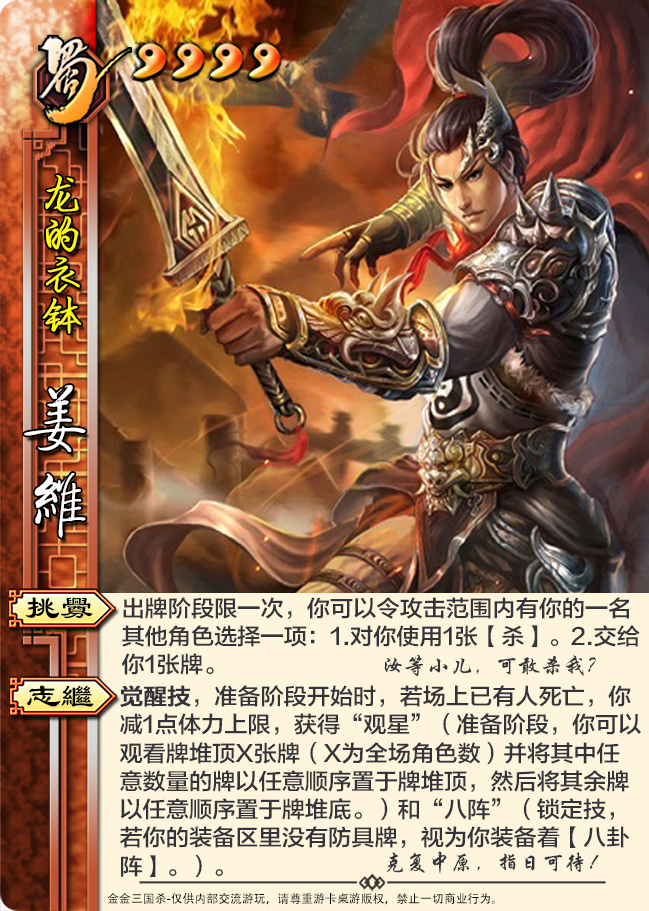 蜀
龙的衣钵
姜維
挑釁
出牌阶段限一次，你可以令攻击范围内有你的一名
其他角色选择一项：1.对你使用1张【杀】。2.交给
你1张牌。
汝等小儿，可敢杀我？
志繼
觉醒技，准备阶段开始时，若场上已有人死亡，你
减1点体力上限，获得“观星”（准备阶段，你可以
观看牌堆顶X张牌（X为全场角色数）并将其中任
意数量的牌以任意顺序置于牌堆顶，然后将其余牌
以任意顺序置于牌堆底。）和“八阵”（锁定技，
若你的装备区里没有防具牌，视为你装备着【八卦
阵】。）。
克复中原，指日可待！
金金三国杀-仅供内部交流游玩，请尊重游卡桌游版权，禁止一切商业行为。